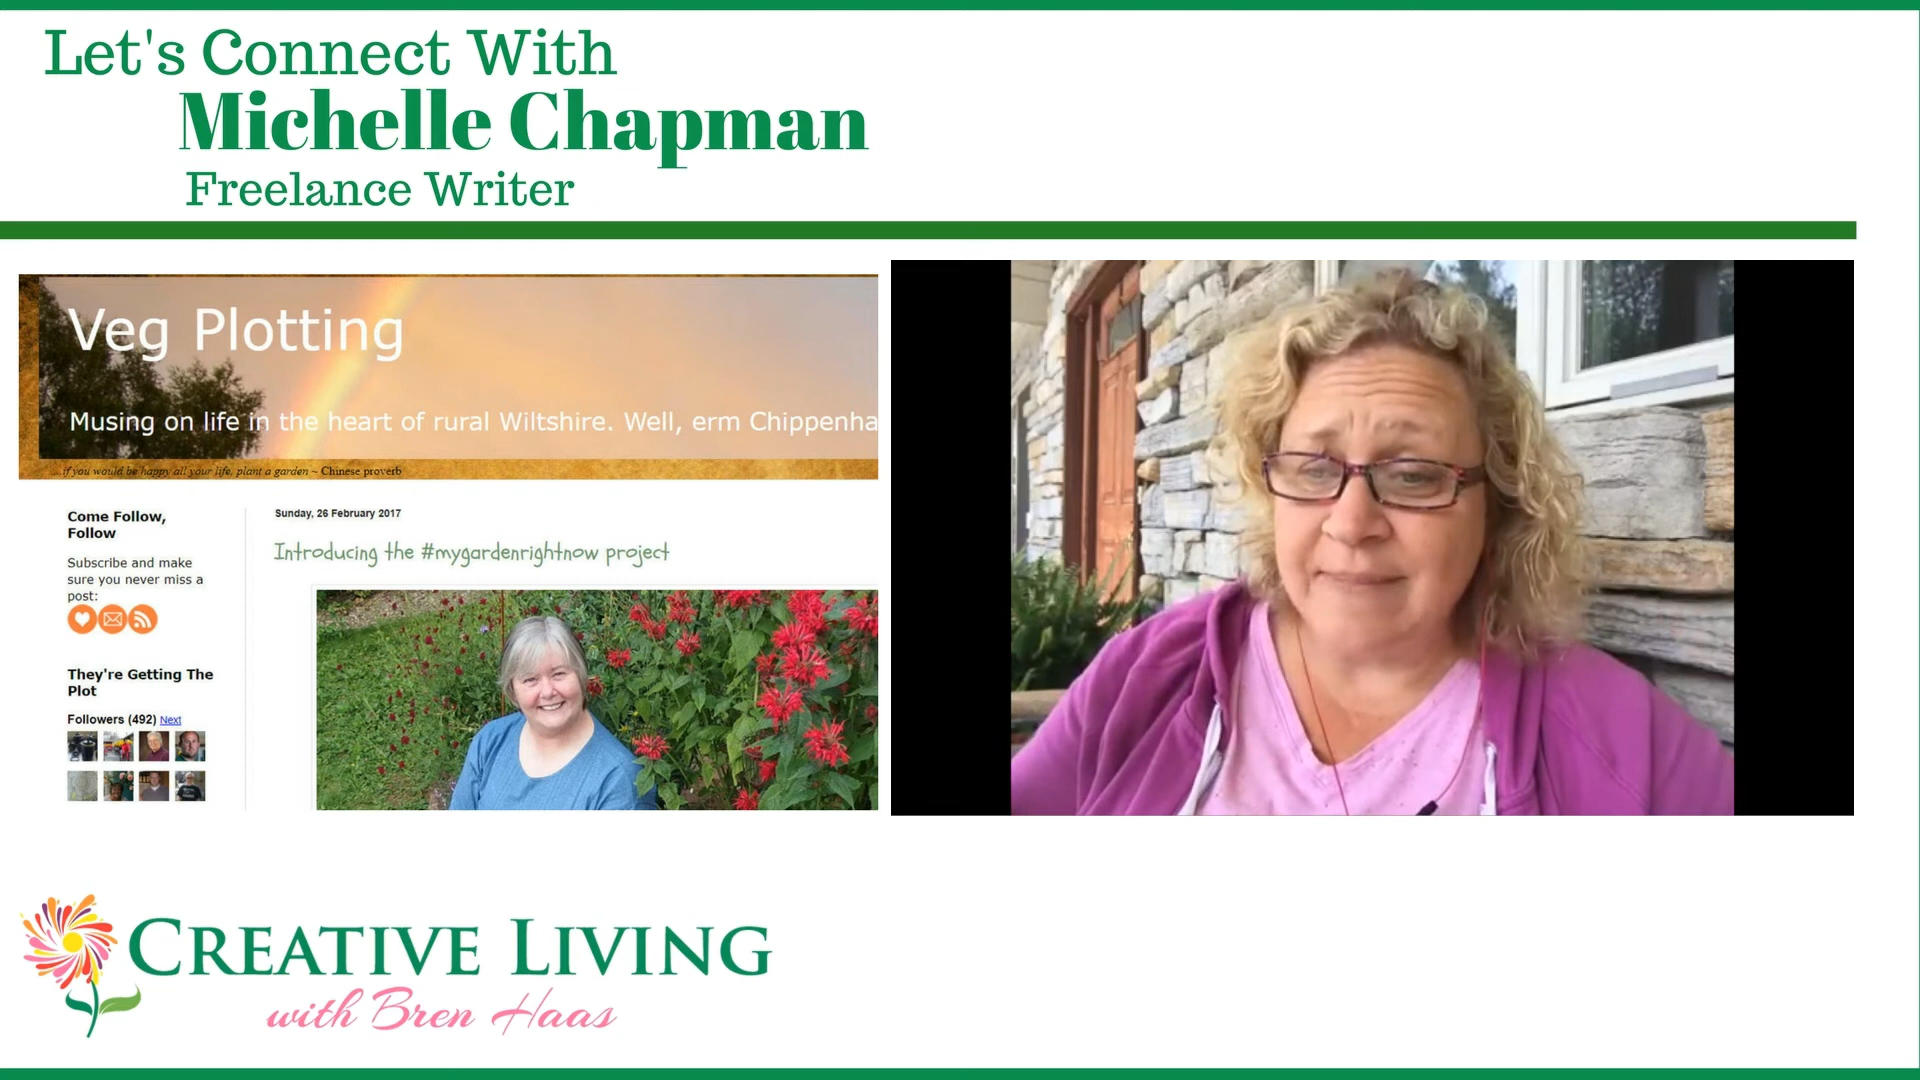 Let's Connect With
Michelle Chapman
Freelance Writer
Veg Plotting
Musing on life in the heart of rural Wiltshire. Well, erm Chippenha
...if you would be happy all your life, plant a garden ~ Chinese proverb
Come Follow,
Follow
Subscribe and make
sure you never miss a
post:
They're Getting The
Plot
Followers (492) Next
Sunday, 26 February 2017
Introducing the #mygardenrightnow project
CREATIVE LIVING
with Bren Haas